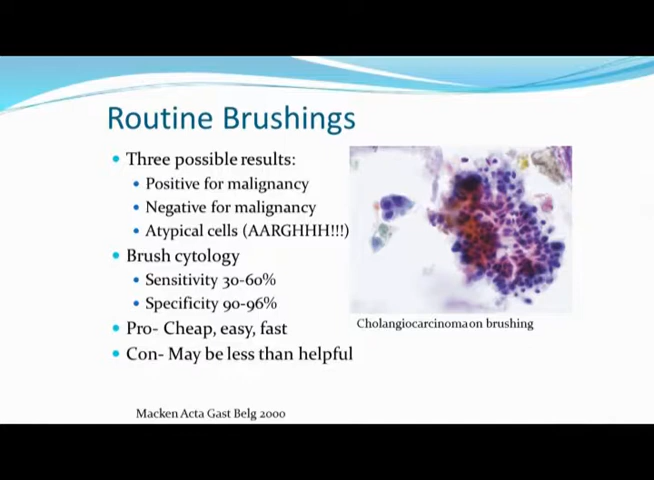 Routine Brushings
Three possible results:
Positive for malignancy
Negative for malignancy
Atypical cells (AARGHHH!!!)
Brush cytology
Sensitivity 30-60%
Specificity 90-96%
Pro- Cheap, easy, fast
Con- May be less than helpful
Cholangiocarcinoma on brushing
Macken Acta Gast Belg 2000